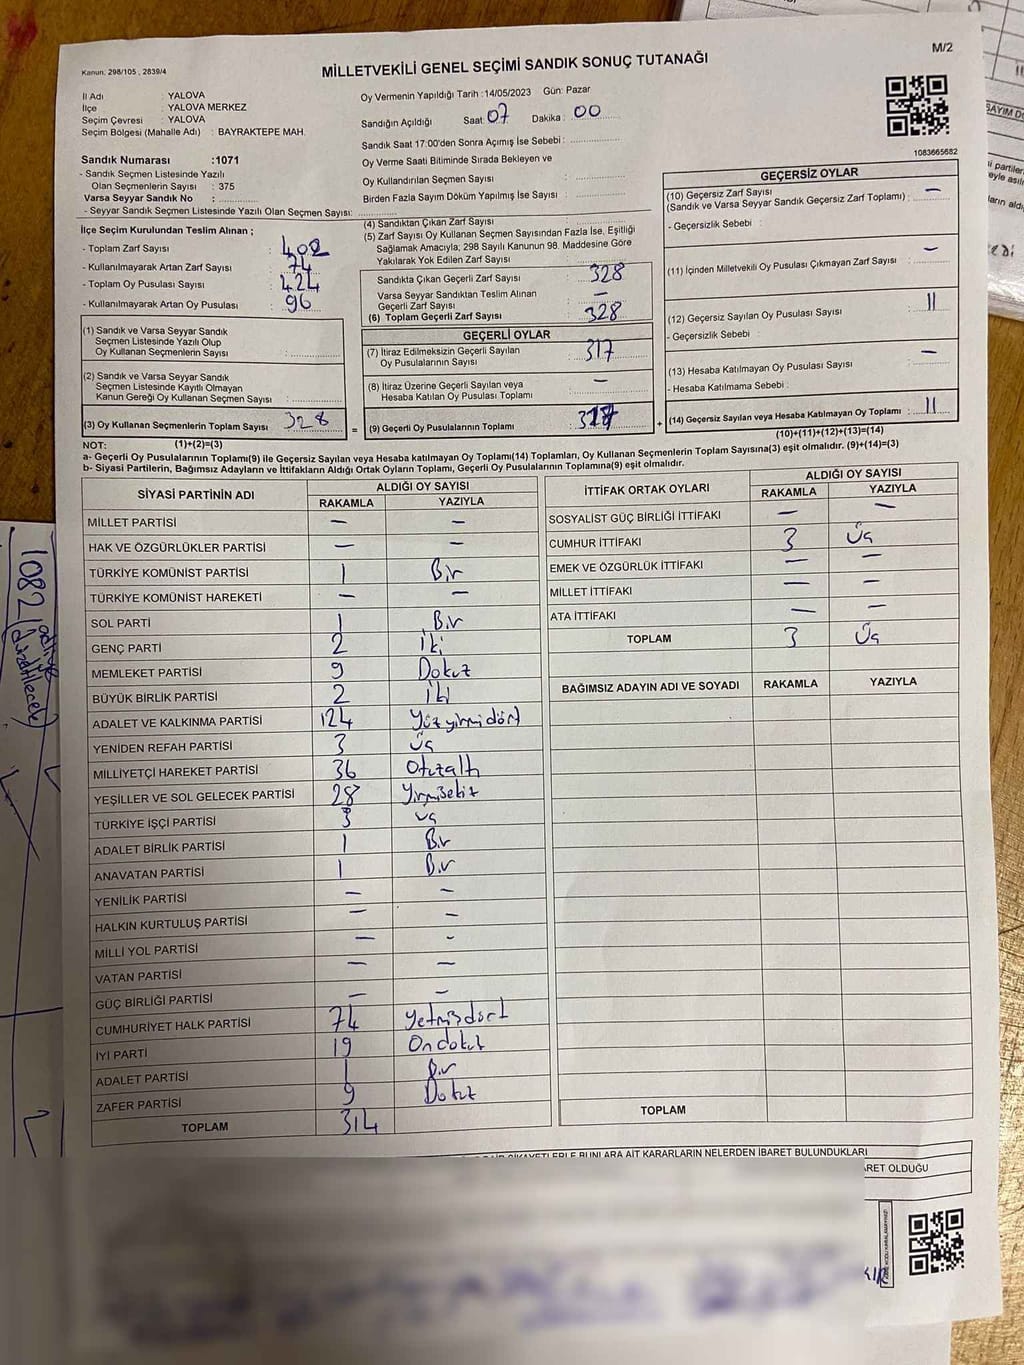 M/2
Kanun: 298/105 , 2839/4
MİLLETVEKİLİ GENEL SEÇİMİ SANDIK SONUÇ TUTANAĞI
İl Adı : YALOVA
İlçe : YALOVA MERKEZ
Seçim Çevresi : YALOVA
Seçim Bölgesi (Mahalle Adı) : BAYRAKTEPE MAH.
Sandık Numarası :1071
- Sandık Seçmen Listesinde Yazılı
Olan Seçmenlerin Sayısı : 375
Varsa Seyyar Sandık No :
- Seyyar Sandık Seçmen Listesinde Yazılı Olan Seçmen Sayısı:
Oy Vermenin Yapıldığı Tarih :14/05/2023 Gün: Pazar
Sandığın Açıldığı Saat: 07 Dakika : 00
Sandık Saat 17:00'den Sonra Açımış İse Sebebi :
Oy Verme Saati Bitiminde Sırada Bekleyen ve
Oy Kullandırılan Seçmen Sayısı :
Birden Fazla Sayım Döküm Yapılmış İse Sayısı :
1083665682
İlçe Seçim Kurulundan Teslim Alınan ;
- Toplam Zarf Sayısı : 402
- Kullanılmayarak Artan Zarf Sayısı : 74
- Toplam Oy Pusulası Sayısı : 424
- Kullanılmayarak Artan Oy Pusulası : 96
(1) Sandık ve Varsa Seyyar Sandık
Seçmen Listesinde Yazılı Olup
Oy Kullanan Seçmenlerin Sayısı :
(2) Sandık ve Varsa Seyyar Sandık
Seçmen Listesinde Kayıtlı Olmayan
Kanun Gereği Oy Kullanan Seçmen Sayısı :
(3) Oy Kullanan Seçmenlerin Toplam Sayısı : 328
(4) Sandıktan Çıkan Zarf Sayısı :
(5) Zarf Sayısı Oy Kullanan Seçmen Sayısından Fazla İse, Eşitliği
Sağlamak Amacıyla; 298 Sayılı Kanunun 98. Maddesine Göre
Yakılarak Yok Edilen Zarf Sayısı :
Sandıkta Çıkan Geçerli Zarf Sayısı : 328
Varsa Seyyar Sandıktan Teslim Alınan
Geçerli Zarf Sayısı : —
(6) Toplam Geçerli Zarf Sayısı : 328
GEÇERLİ OYLAR
(7) İtiraz Edilmeksizin Geçerli Sayılan
Oy Pusulalarının Sayısı : 317
(8) İtiraz Üzerine Geçerli Sayılan veya
Hesaba Katılan Oy Pusulası Toplamı : —
= (9) Geçerli Oy Pusulalarının Toplamı : 317 +
GEÇERSİZ OYLAR
(10) Geçersiz Zarf Sayısı —
(Sandık ve Varsa Seyyar Sandık Geçersiz Zarf Toplamı) :
- Geçersizlik Sebebi :
(11) İçinden Milletvekili Oy Pusulası Çıkmayan Zarf Sayısı : —
(12) Geçersiz Sayılan Oy Pusulası Sayısı : 11
- Geçersizlik Sebebi :
(13) Hesaba Katılmayan Oy Pusulası Sayısı : —
- Hesaba Katılmama Sebebi :
(14) Geçersiz Sayılan veya Hesaba Katılmayan Oy Toplamı : 11
NOT: (1)+(2)=(3) (10)+(11)+(12)+(13)=(14)
a- Geçerli Oy Pusulalarının Toplamı(9) ile Geçersiz Sayılan veya Hesaba katılmayan Oy Toplamı(14) Toplamları, Oy Kullanan Seçmenlerin Toplam Sayısına(3) eşit olmalıdır. (9)+(14)=(3)
b- Siyasi Partilerin, Bağımsız Adayların ve İttifakların Aldığı Ortak Oyların Toplamı, Geçerli Oy Pusulalarının Toplamına(9) eşit olmalıdır.
SİYASİ PARTİNİN ADI ALDIĞI OY SAYISI
RAKAMLA YAZIYLA
MİLLET PARTİSİ — —
HAK VE ÖZGÜRLÜKLER PARTİSİ — —
TÜRKİYE KOMÜNİST PARTİSİ 1 Bir
TÜRKİYE KOMÜNİST HAREKETİ — —
SOL PARTİ 1 Bir
GENÇ PARTİ 2 İki
MEMLEKET PARTİSİ 9 Dokuz
BÜYÜK BİRLİK PARTİSİ 2 İki
ADALET VE KALKINMA PARTİSİ 124 Yüzyirmidört
YENİDEN REFAH PARTİSİ 3 Üç
MİLLİYETÇİ HAREKET PARTİSİ 36 Otuzaltı
YEŞİLLER VE SOL GELECEK PARTİSİ 28 Yirmisekiz
TÜRKİYE İŞÇİ PARTİSİ 3 üç
ADALET BİRLİK PARTİSİ 1 Bir
ANAVATAN PARTİSİ 1 Bir
YENİLİK PARTİSİ — —
HALKIN KURTULUŞ PARTİSİ — —
MİLLİ YOL PARTİSİ — -
VATAN PARTİSİ — —
GÜÇ BİRLİĞİ PARTİSİ — —
CUMHURİYET HALK PARTİSİ 74 Yetmişdört
İYİ PARTİ 19 Ondokuz
ADALET PARTİSİ 1 Bir
ZAFER PARTİSİ 9 Dokuz
TOPLAM 314
İTTİFAK ORTAK OYLARI ALDIĞI OY SAYISI
RAKAMLA YAZIYLA
SOSYALİST GÜÇ BİRLİĞİ İTTİFAKI — —
CUMHUR İTTİFAKI 3 Üç
EMEK VE ÖZGÜRLÜK İTTİFAKI — —
MİLLET İTTİFAKI — —
ATA İTTİFAKI — —
TOPLAM 3 Üç
BAĞIMSIZ ADAYIN ADI VE SOYADI RAKAMLA YAZIYLA
TOPLAM
ŞİKAYETLERLE BUNLARA AİT KARARLARIN NELERDEN İBARET BULUNDUKLARI
ARET OLDUĞU
1082